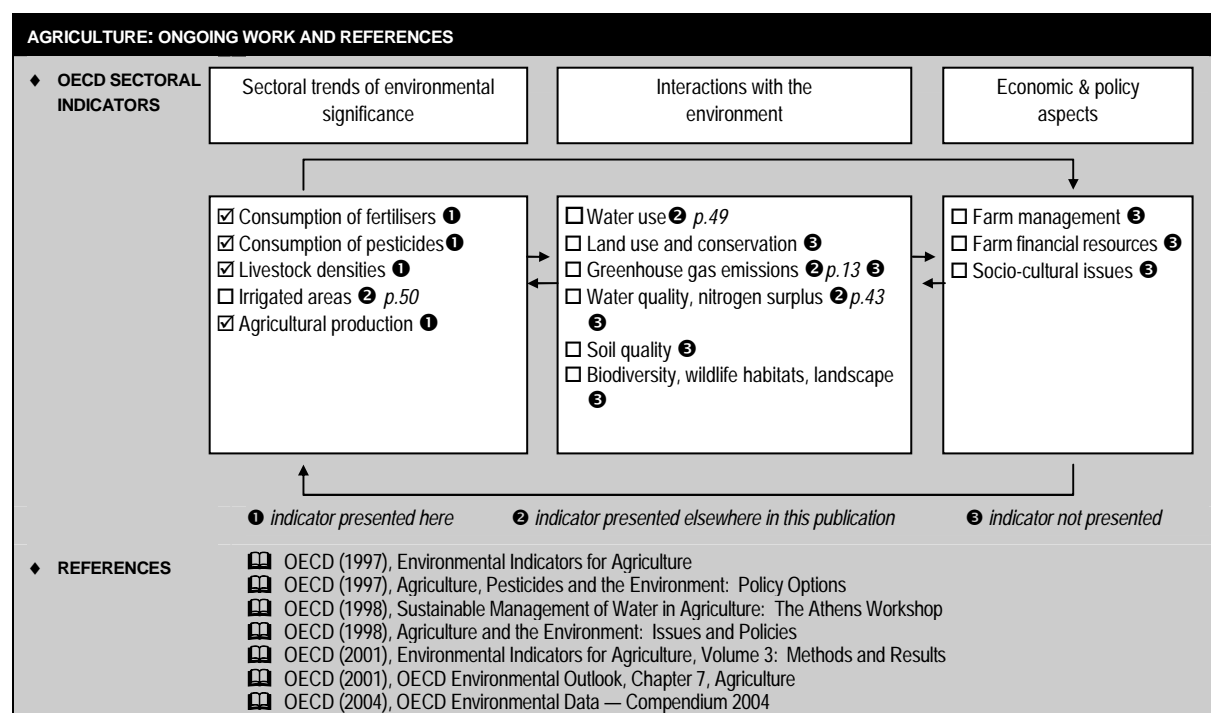 AGRICULTURE: ONGOING WORK AND REFERENCES
♦ OECD SECTORAL
INDICATORS
Sectoral trends of environmental
significance
Interactions with the
environment
Economic & policy
aspects
☑ Consumption of fertilisers ❶
☑ Consumption of pesticides❶
☑ Livestock densities ❶
☐ Irrigated areas ❷ p.50
☑ Agricultural production ❶
☐ Water use❷ p.49
☐ Land use and conservation ❸
☐ Greenhouse gas emissions ❷p.13 ❸
☐ Water quality, nitrogen surplus ❷p.43
❸
☐ Soil quality ❸
☐ Biodiversity, wildlife habitats, landscape
❸
☐ Farm management ❸
☐ Farm financial resources ❸
☐ Socio-cultural issues ❸
❶ indicator presented here ❷ indicator presented elsewhere in this publication ❸ indicator not presented
♦ REFERENCES
🕮 OECD (1997), Environmental Indicators for Agriculture
🕮 OECD (1997), Agriculture, Pesticides and the Environment: Policy Options
🕮 OECD (1998), Sustainable Management of Water in Agriculture: The Athens Workshop
🕮 OECD (1998), Agriculture and the Environment: Issues and Policies
🕮 OECD (2001), Environmental Indicators for Agriculture, Volume 3: Methods and Results
🕮 OECD (2001), OECD Environmental Outlook, Chapter 7, Agriculture
🕮 OECD (2004), OECD Environmental Data — Compendium 2004